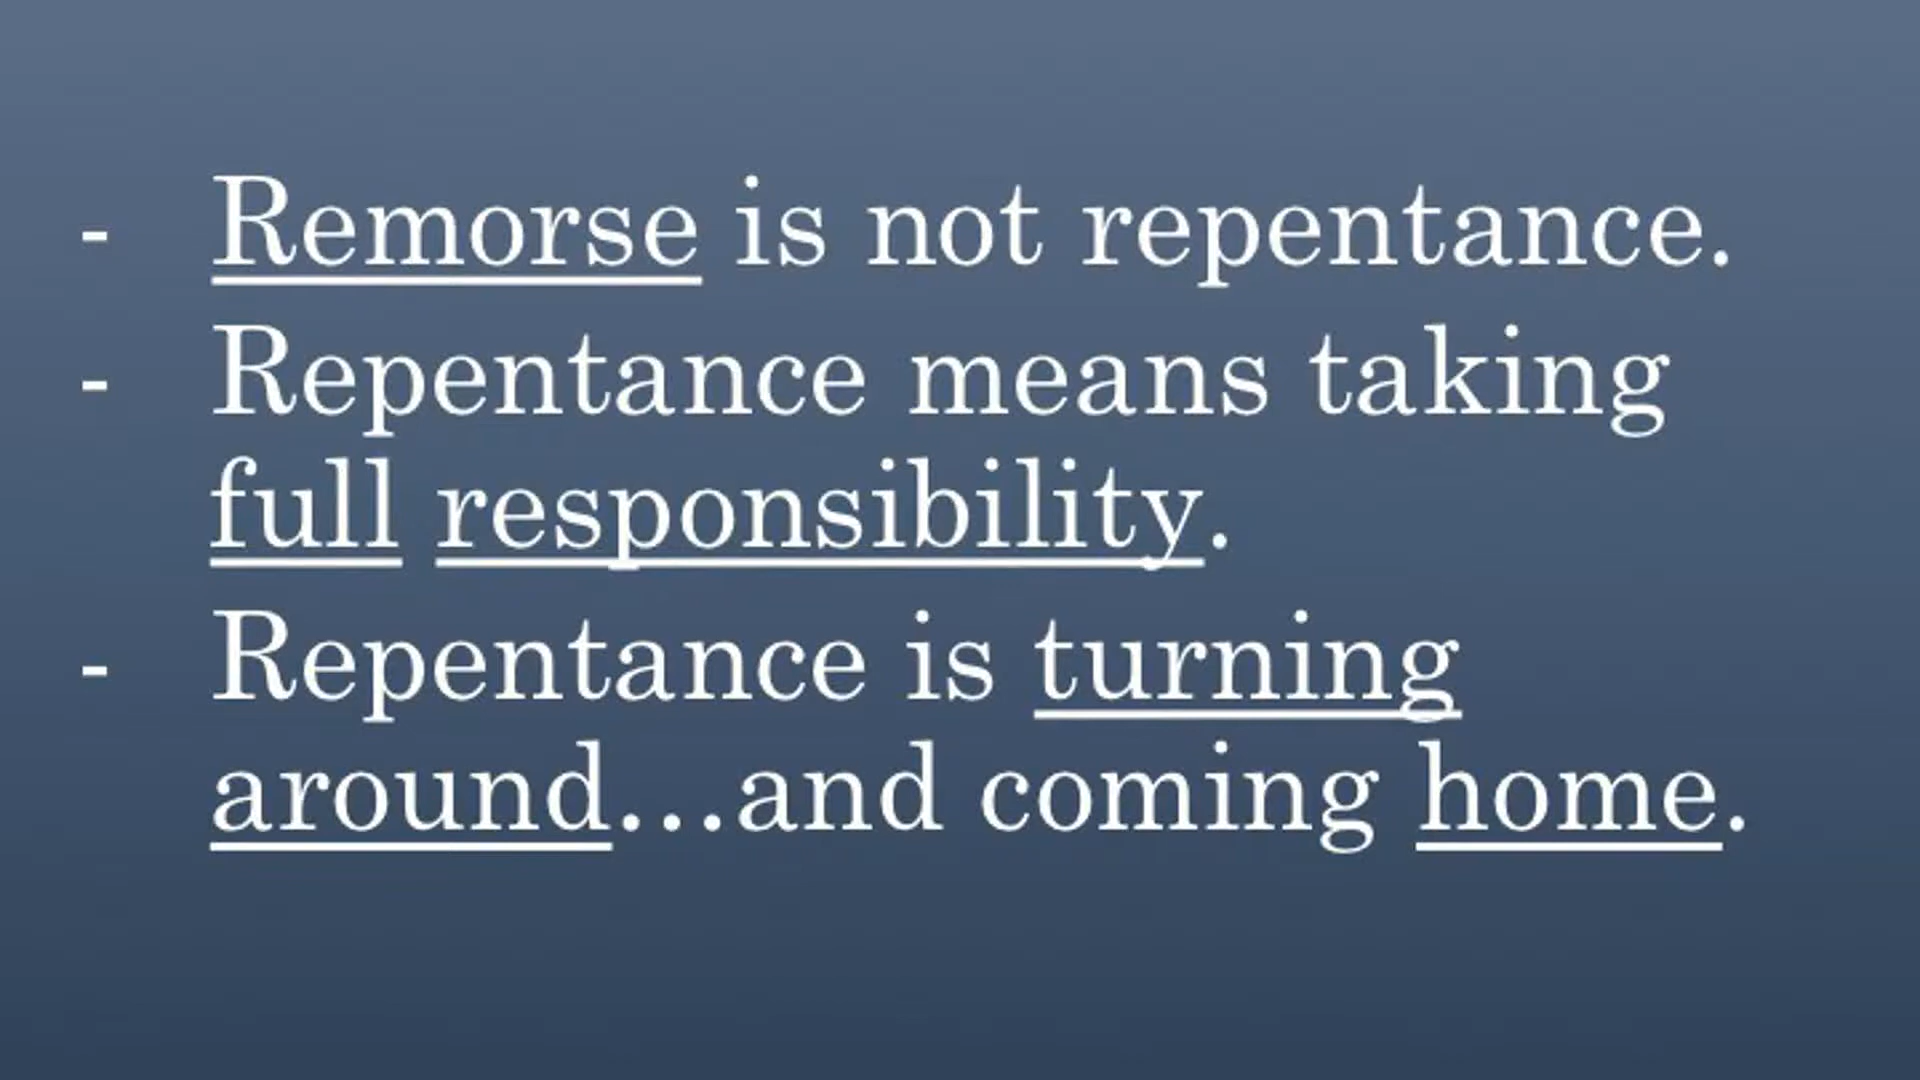 - Remorse is not repentance.
- Repentance means taking
full responsibility.
- Repentance is turning
around...and coming home.